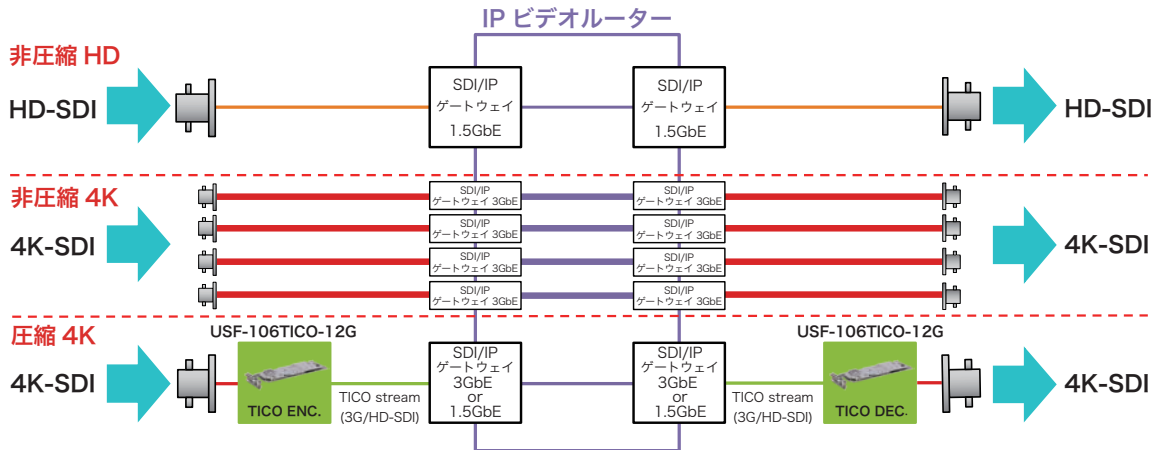 IP ビデオルーター
非圧縮 HD
HD-SDI
SDI/IP
ゲートウェイ
1.5GbE
SDI/IP
ゲートウェイ
1.5GbE
HD-SDI
非圧縮 4K
4K-SDI
SDI/IP
ゲートウェイ 3GbE
SDI/IP
ゲートウェイ 3GbE
SDI/IP
ゲートウェイ 3GbE
SDI/IP
ゲートウェイ 3GbE
SDI/IP
ゲートウェイ 3GbE
SDI/IP
ゲートウェイ 3GbE
SDI/IP
ゲートウェイ 3GbE
SDI/IP
ゲートウェイ 3GbE
4K-SDI
圧縮 4K
4K-SDI
USF-106TICO-12G
TICO ENC.
TICO stream
(3G/HD-SDI)
SDI/IP
ゲートウェイ
3GbE
or
1.5GbE
SDI/IP
ゲートウェイ
3GbE
or
1.5GbE
TICO stream
(3G/HD-SDI)
USF-106TICO-12G
TICO DEC.
4K-SDI